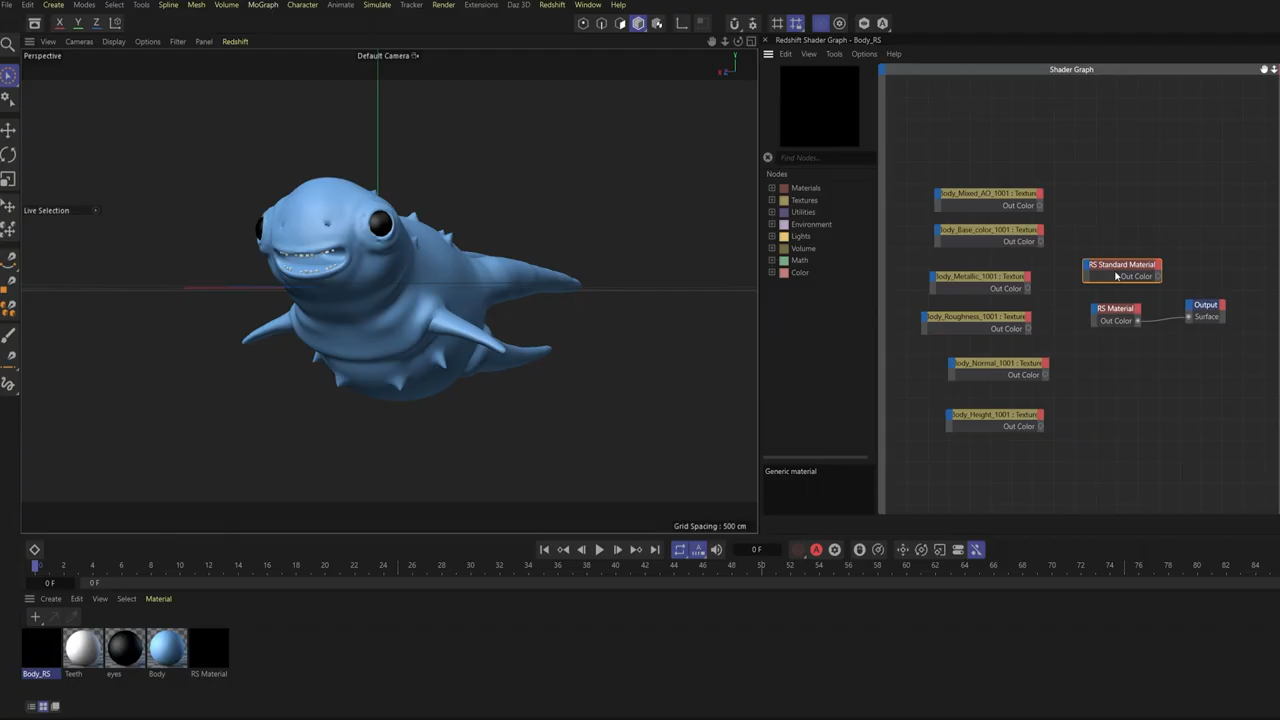 File Edit Create Modes Select Tools Spline Mesh Volume MoGraph Character Animate Simulate Tracker Render Extensions Daz 3D Redshift Window Help
X Y Z
Redshift Shader Graph - Body_RS
View Cameras Display Options Filter Panel Redshift
Edit View Tools Options Help
Perspective
Default Camera
Y
X Z
Shader Graph
Find Nodes...
Nodes
Materials
Textures
Utilities
Environment
Lights
Volume
Math
Color
Live Selection
Body_Mixed_AO_1001 : Texture
Out Color
Body_Base_color_1001 : Texture
Out Color
Body_Metallic_1001 : Texture
Out Color
Body_Roughness_1001 : Texture
Out Color
Body_Normal_1001 : Texture
Out Color
Body_Height_1001 : Texture
Out Color
RS Standard Material
Out Color
RS Material
Out Color
Output
Surface
Generic material
Grid Spacing : 500 cm
A
0 F
A
0 2 4 6 8 10 12 14 16 18 20 22 24 26 28 30 32 34 36 38 40 42 44 46 48 50 52 54 56 58 60 62 64 66 68 70 72 74 76 78 80 82 84
0 F
0 F
Create Edit View Select Material
Body_RS
Teeth
eyes
Body
RS Material